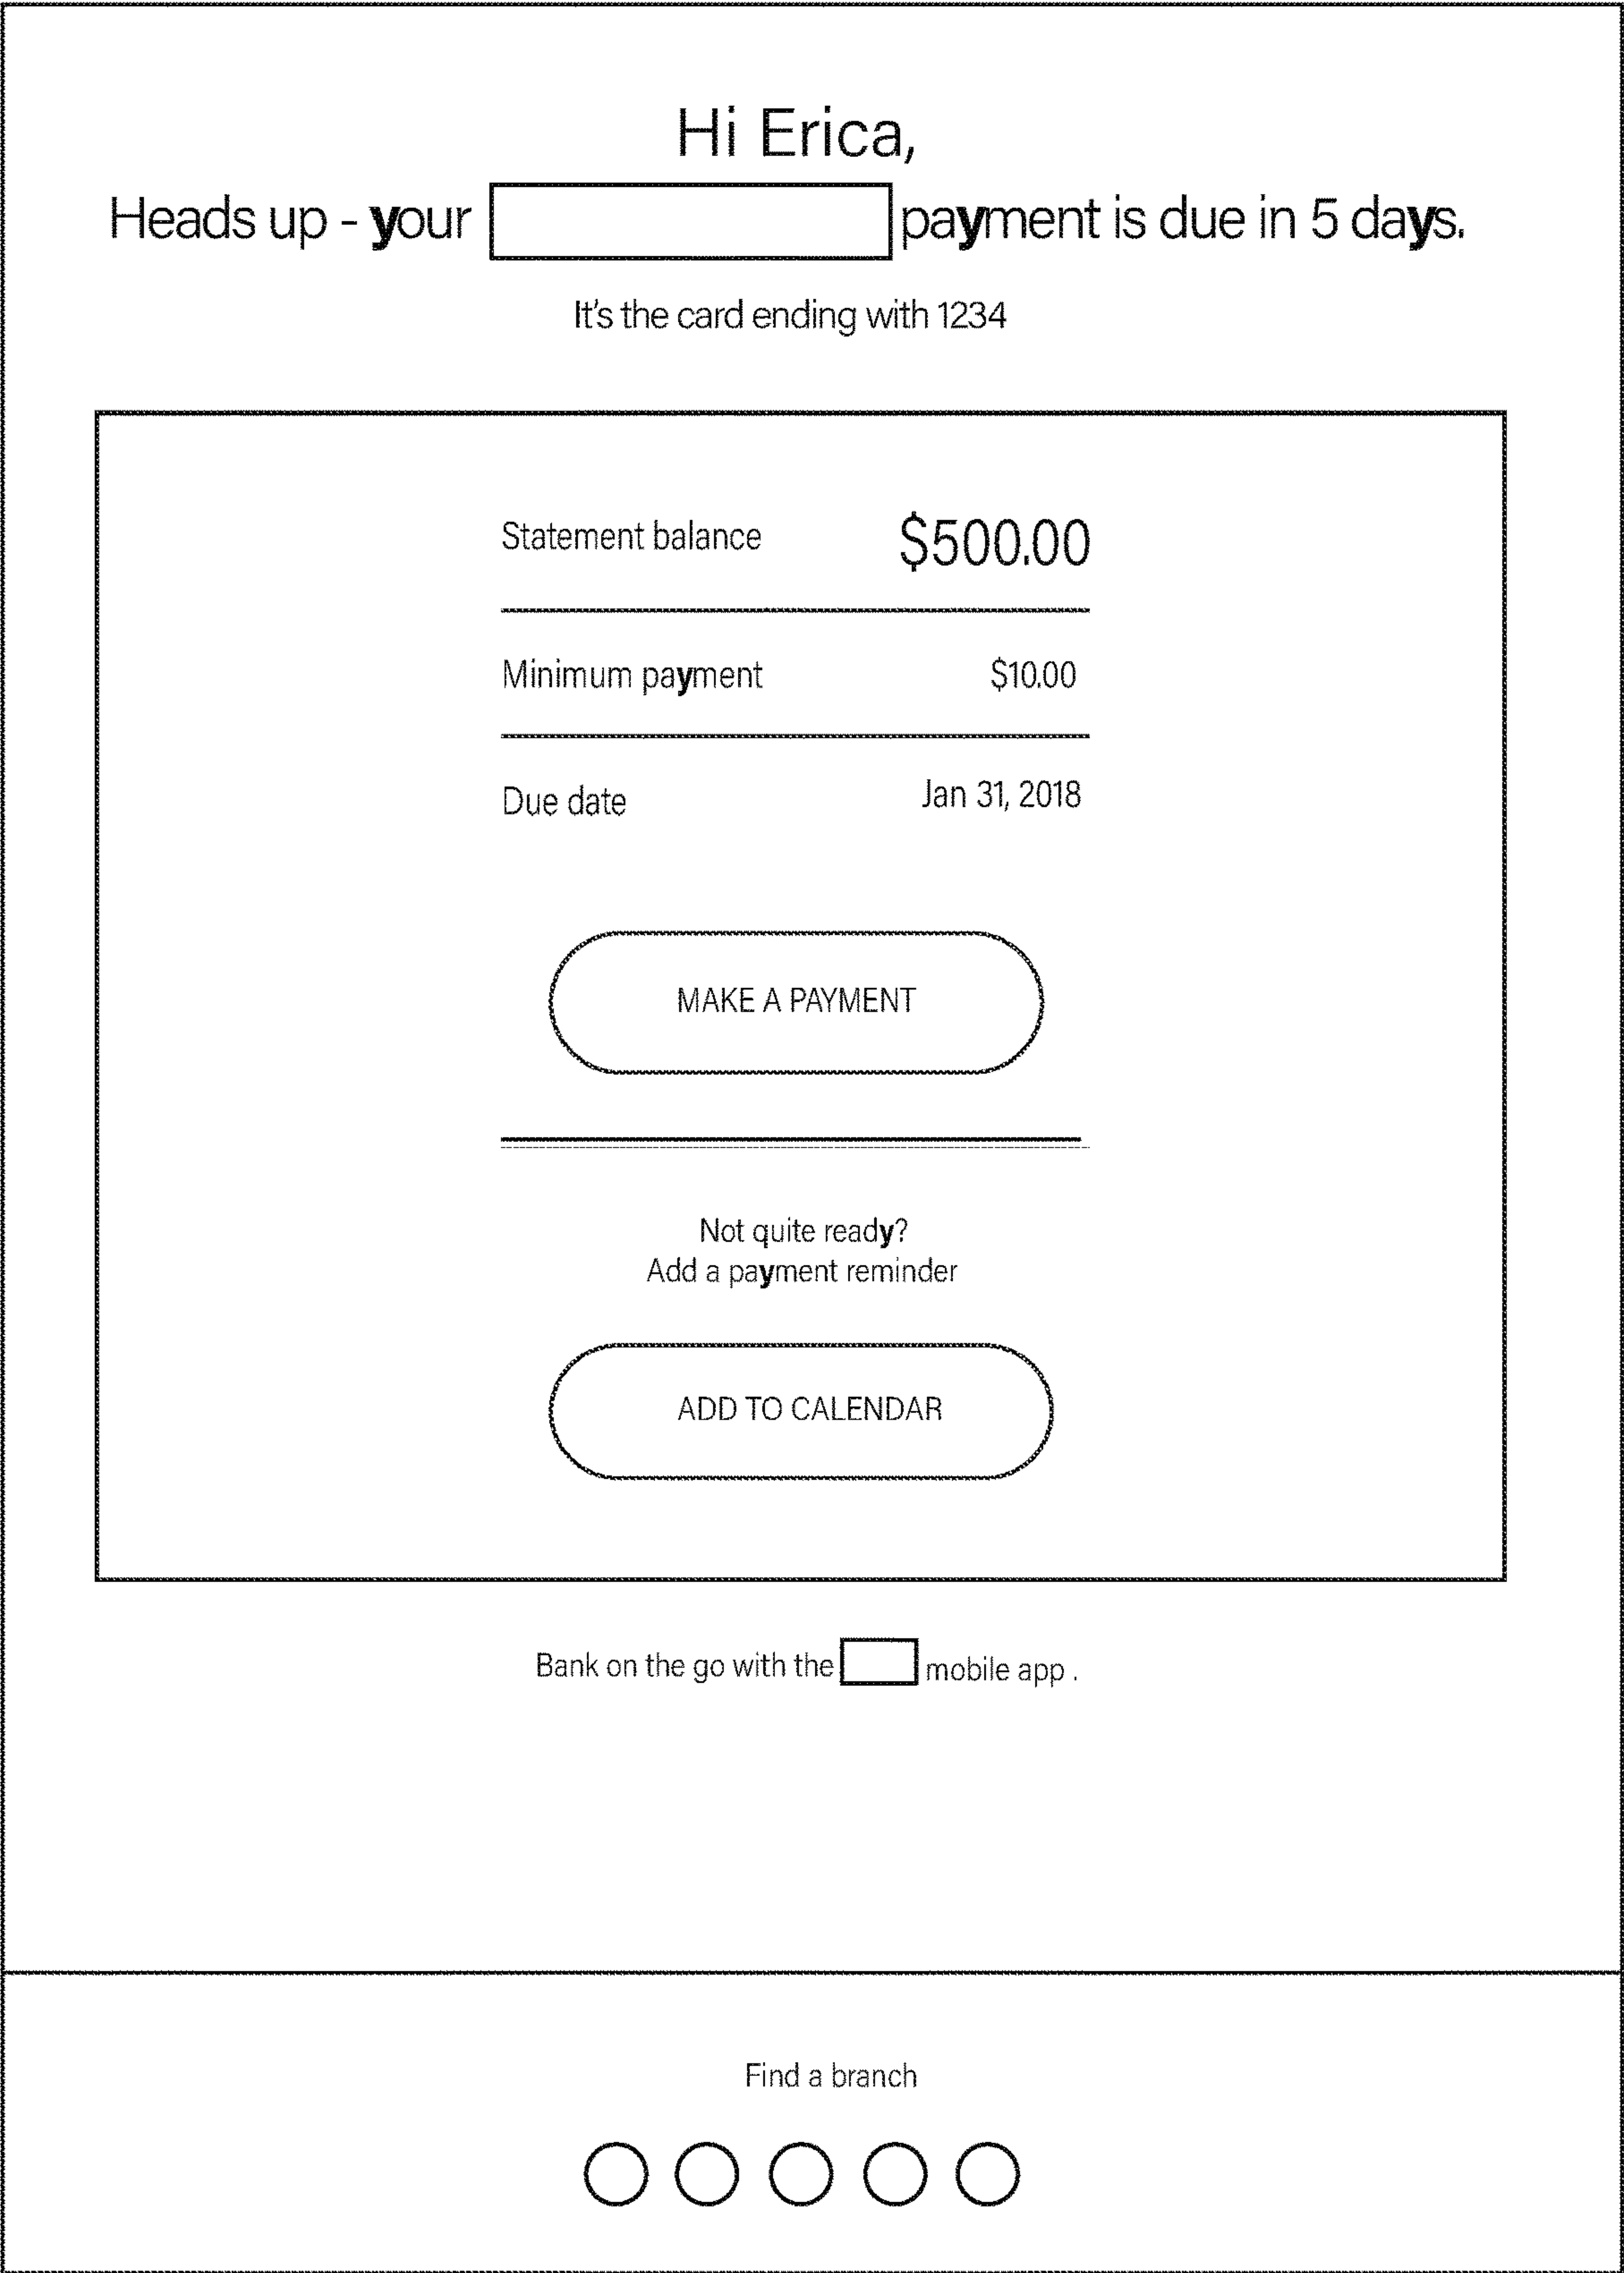 Hi Erica,
Heads up - your payment is due in 5 days.
It's the card ending with 1234
Statement balance $500.00
Minimum payment $10.00
Due date Jan 31, 2018
MAKE A PAYMENT
Not quite ready?
Add a payment reminder
ADD TO CALENDAR
Bank on the go with the mobile app .
Find a branch